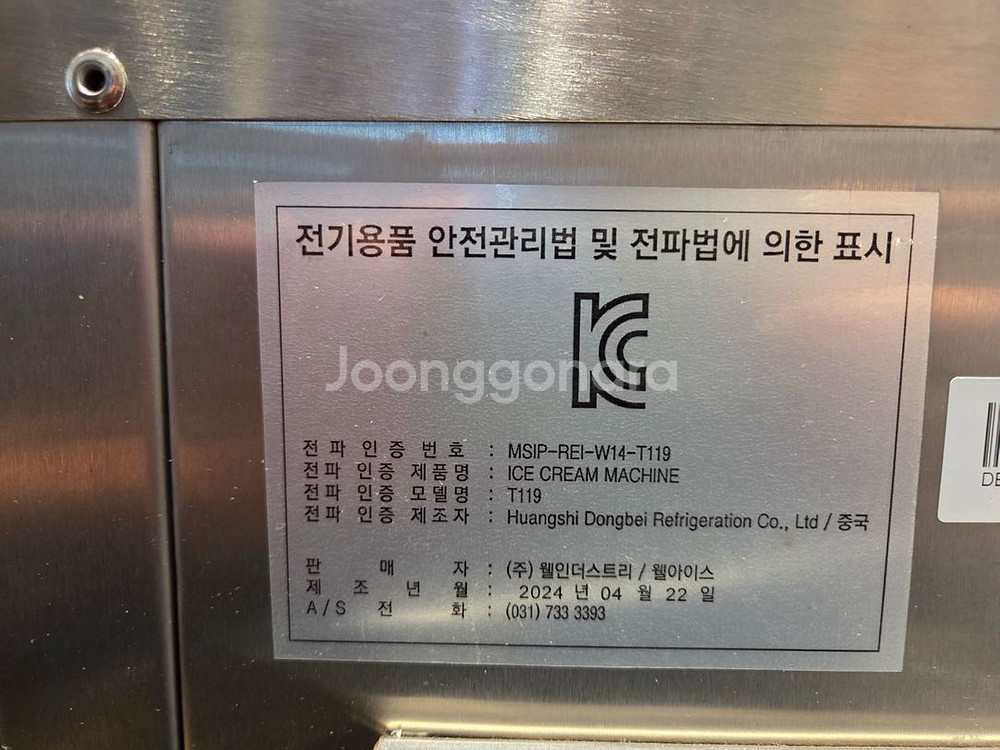 전기용품 안전관리법 및 전파법에 의한 표시
KC
Joonggonara
전 파 인 증 번 호 : MSIP-REI-W14-T119
전파 인증 제품명 : ICE CREAM MACHINE
전파 인증 모델명 : T119
전파 인증 제조자 : Huangshi Dongbei Refrigeration Co., Ltd / 중국
판 매 자 : (주) 웰인더스트리 / 웰아이스
제 조 년 월 : 2024 년 04 월 22 일
A/S 전 화 : (031) 733 3393